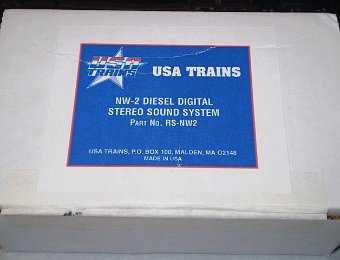 USA
TRAINS
USA TRAINS
NW-2 DIESEL DIGITAL
STEREO SOUND SYSTEM
PART NO. RS-NW2
USA TRAINS, P.O. BOX 100, MALDEN, MA 02148
MADE IN USA